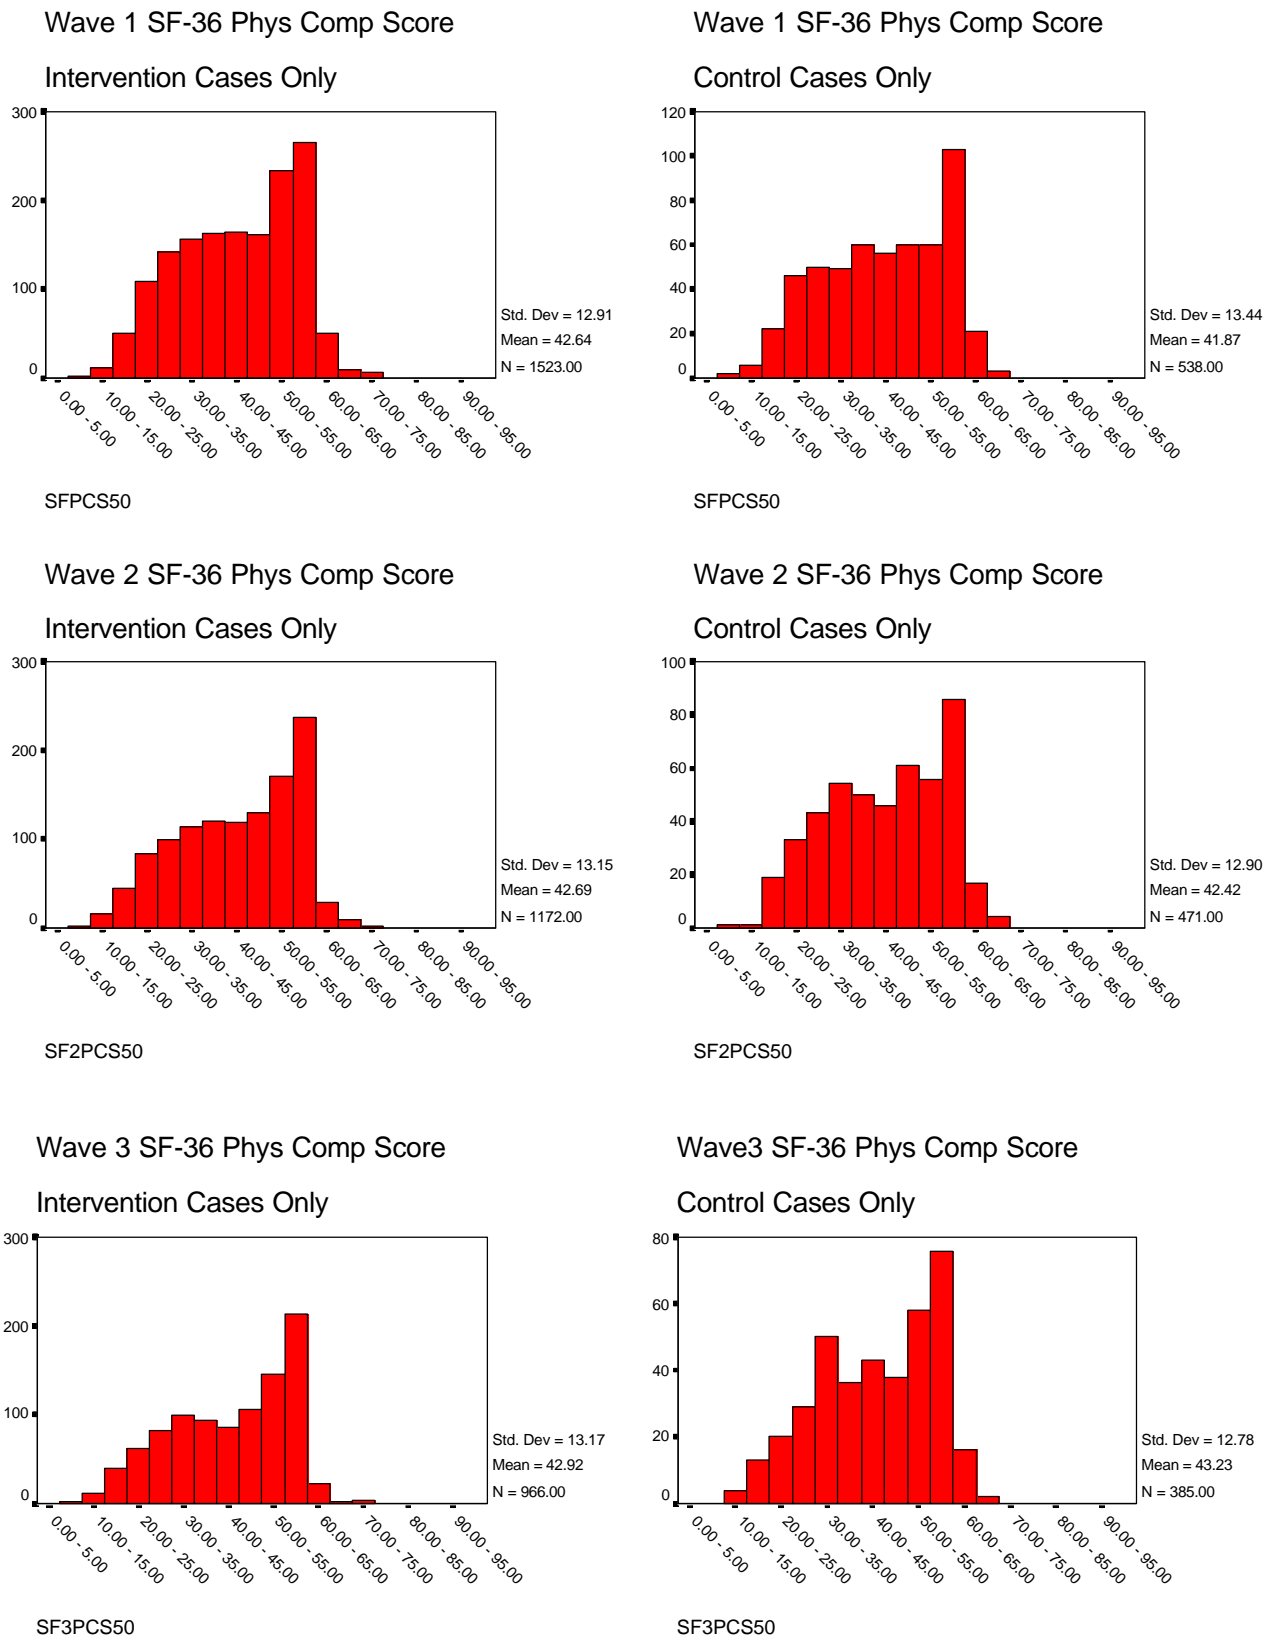 Wave 1 SF-36 Phys Comp Score
Intervention Cases Only
300
200
100
0
Std. Dev = 12.91
Mean = 42.64
N = 1523.00
0.00 - 5.00
10.00 - 15.00
20.00 - 25.00
30.00 - 35.00
40.00 - 45.00
50.00 - 55.00
60.00 - 65.00
70.00 - 75.00
80.00 - 85.00
90.00 - 95.00
SFPCS50
Wave 1 SF-36 Phys Comp Score
Control Cases Only
120
100
80
60
40
20
0
Std. Dev = 13.44
Mean = 41.87
N = 538.00
0.00 - 5.00
10.00 - 15.00
20.00 - 25.00
30.00 - 35.00
40.00 - 45.00
50.00 - 55.00
60.00 - 65.00
70.00 - 75.00
80.00 - 85.00
90.00 - 95.00
SFPCS50
Wave 2 SF-36 Phys Comp Score
Intervention Cases Only
300
200
100
0
Std. Dev = 13.15
Mean = 42.69
N = 1172.00
0.00 - 5.00
10.00 - 15.00
20.00 - 25.00
30.00 - 35.00
40.00 - 45.00
50.00 - 55.00
60.00 - 65.00
70.00 - 75.00
80.00 - 85.00
90.00 - 95.00
SF2PCS50
Wave 2 SF-36 Phys Comp Score
Control Cases Only
100
80
60
40
20
0
Std. Dev = 12.90
Mean = 42.42
N = 471.00
0.00 - 5.00
10.00 - 15.00
20.00 - 25.00
30.00 - 35.00
40.00 - 45.00
50.00 - 55.00
60.00 - 65.00
70.00 - 75.00
80.00 - 85.00
90.00 - 95.00
SF2PCS50
Wave 3 SF-36 Phys Comp Score
Intervention Cases Only
300
200
100
0
Std. Dev = 13.17
Mean = 42.92
N = 966.00
0.00 - 5.00
10.00 - 15.00
20.00 - 25.00
30.00 - 35.00
40.00 - 45.00
50.00 - 55.00
60.00 - 65.00
70.00 - 75.00
80.00 - 85.00
90.00 - 95.00
SF3PCS50
Wave3 SF-36 Phys Comp Score
Control Cases Only
80
60
40
20
0
Std. Dev = 12.78
Mean = 43.23
N = 385.00
0.00 - 5.00
10.00 - 15.00
20.00 - 25.00
30.00 - 35.00
40.00 - 45.00
50.00 - 55.00
60.00 - 65.00
70.00 - 75.00
80.00 - 85.00
90.00 - 95.00
SF3PCS50